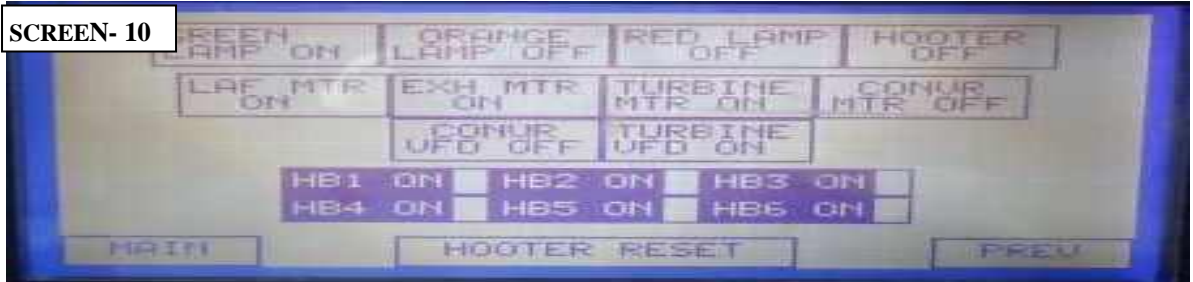 SCREEN- 10
GREEN LAMP ON
ORANGE LAMP OFF
RED LAMP OFF
HOOTER OFF
LAF MTR ON
EXH MTR ON
TURBINE MTR ON
CONVR MTR OFF
CONVR VFD OFF
TURBINE VFD ON
HB1 ON HB2 ON HB3 ON
HB4 ON HB5 ON HB6 ON
MAIN HOOTER RESET PREV